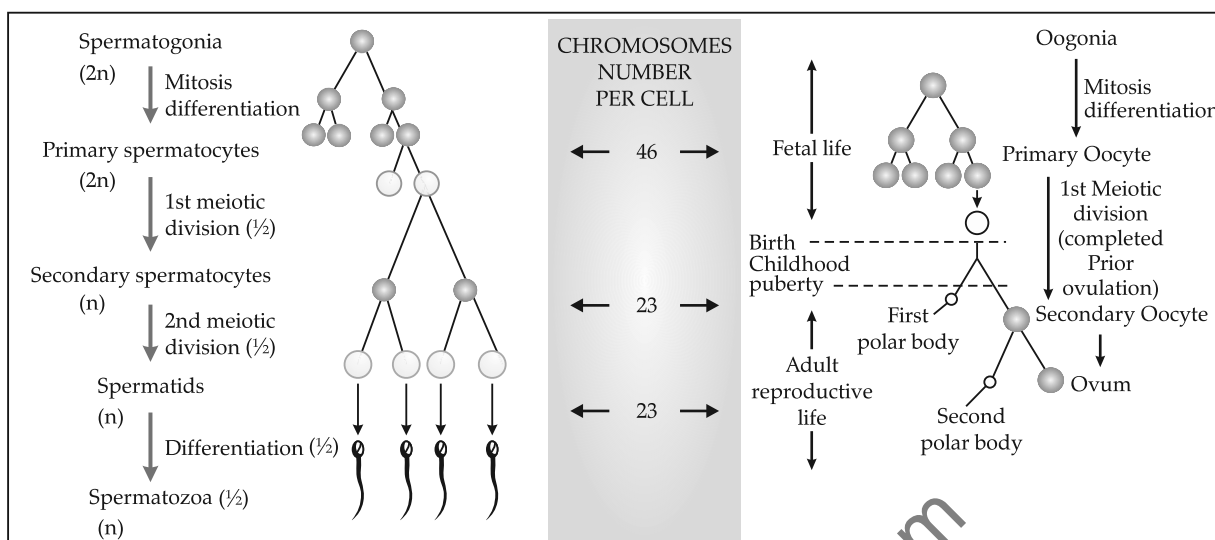 Spermatogonia
(2n)
Mitosis
differentiation
Primary spermatocytes
(2n)
1st meiotic
division (½)
Secondary spermatocytes
(n)
2nd meiotic
division (½)
Spermatids
(n)
Differentiation (½)
Spermatozoa (½)
(n)
CHROMOSOMES
NUMBER
PER CELL
46
23
23
Fetal life
Birth
Childhood
puberty
Adult
reproductive
life
First
polar body
Second
polar body
Oogonia
Mitosis
differentiation
Primary Oocyte
1st Meiotic
division
(completed
Prior
ovulation)
Secondary Oocyte
Ovum